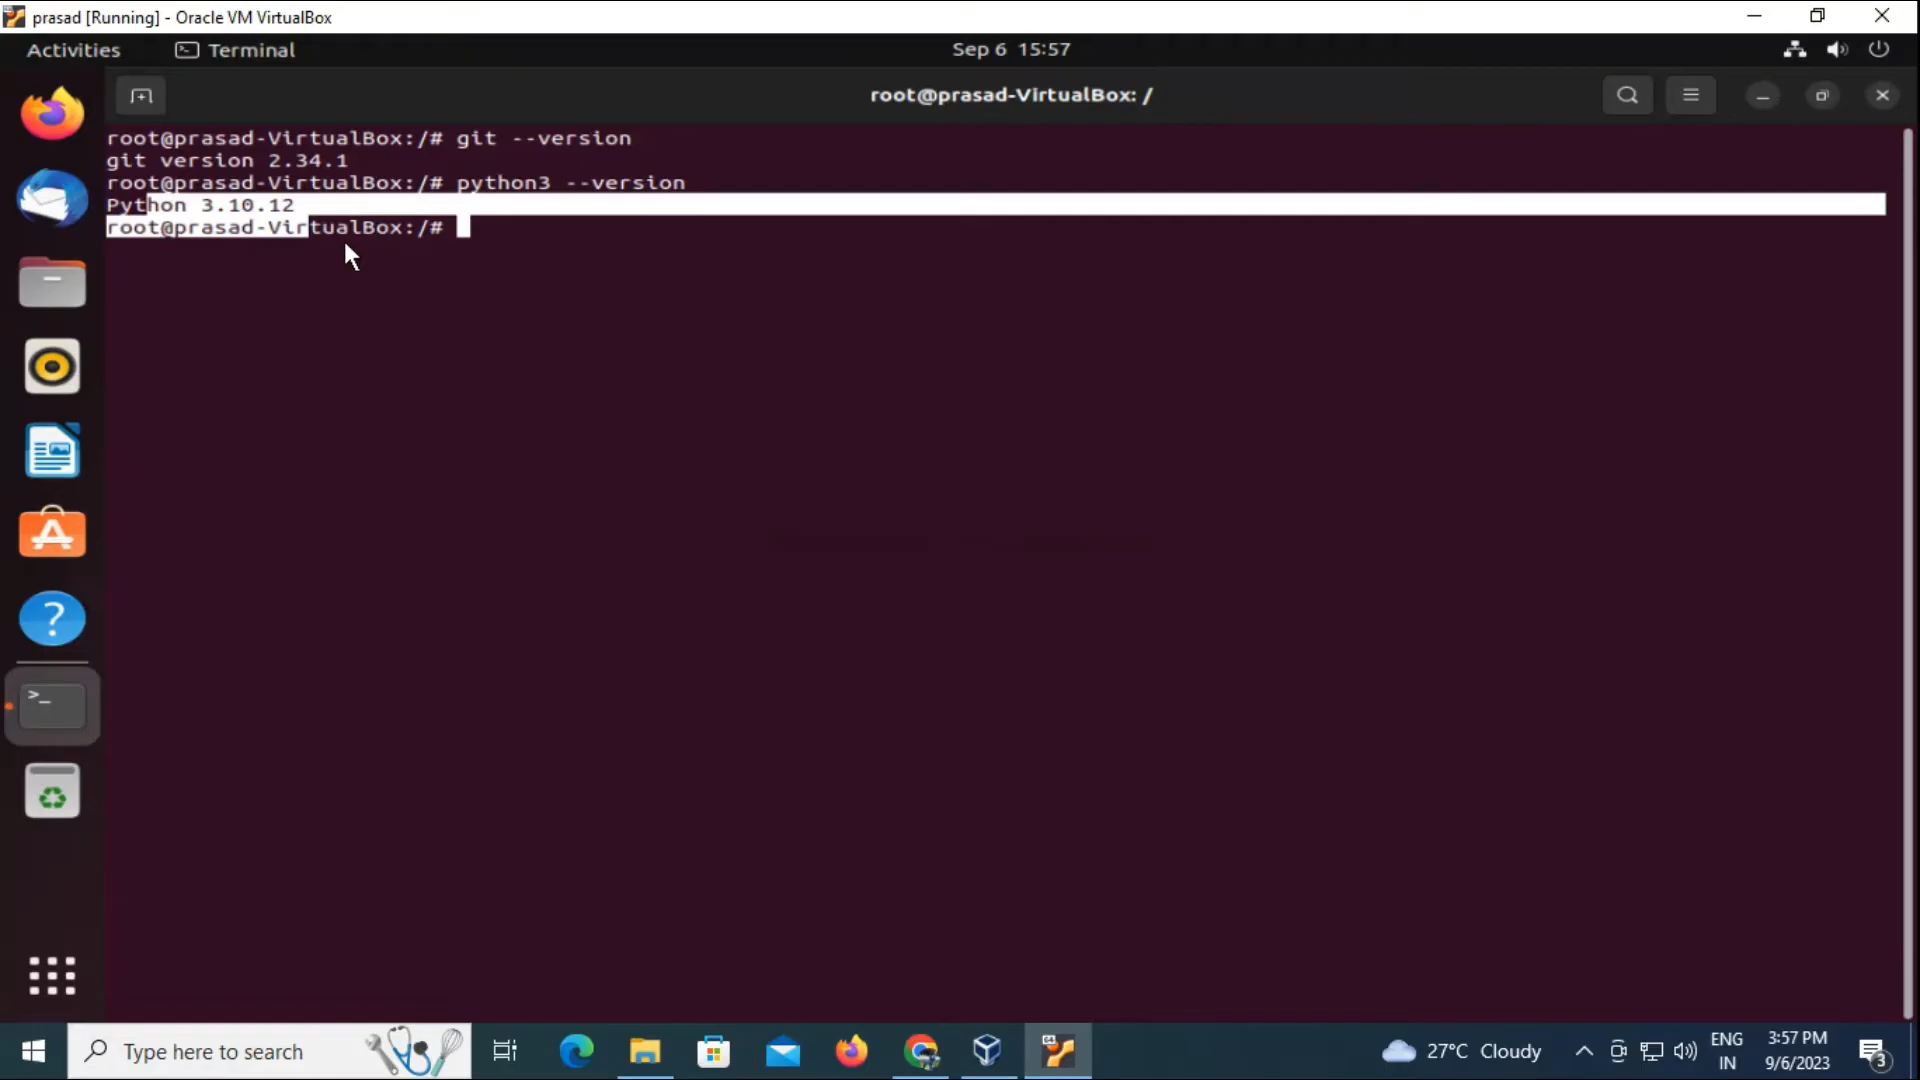 prasad [Running] - Oracle VM VirtualBox
Activities Terminal Sep 6 15:57
root@prasad-VirtualBox: /
root@prasad-VirtualBox:/# git --version
git version 2.34.1
root@prasad-VirtualBox:/# python3 --version
Python 3.10.12
root@prasad-VirtualBox:/#
Type here to search
27°C Cloudy
ENG
IN
3:57 PM
9/6/2023
3
64